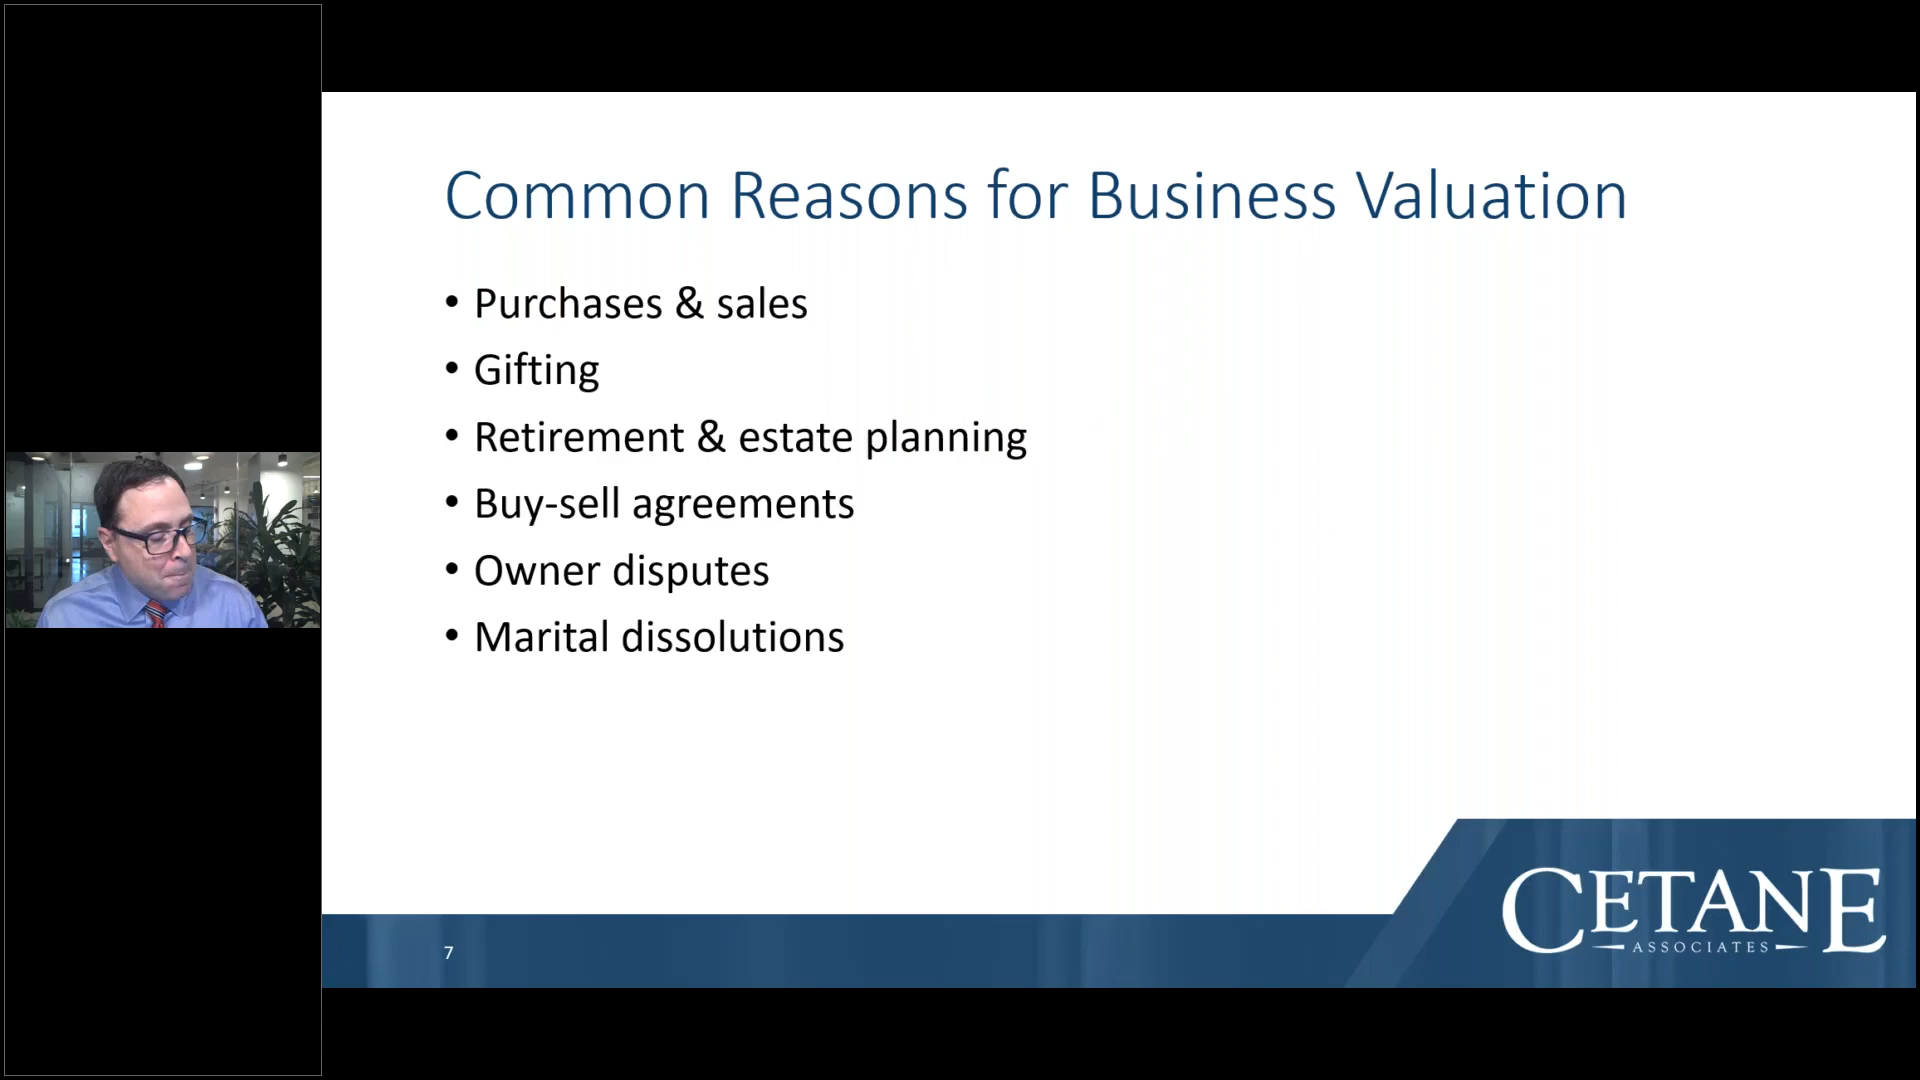 Common Reasons for Business Valuation
• Purchases & sales
• Gifting
• Retirement & estate planning
• Buy-sell agreements
• Owner disputes
• Marital dissolutions
7
CETANE
ASSOCIATES